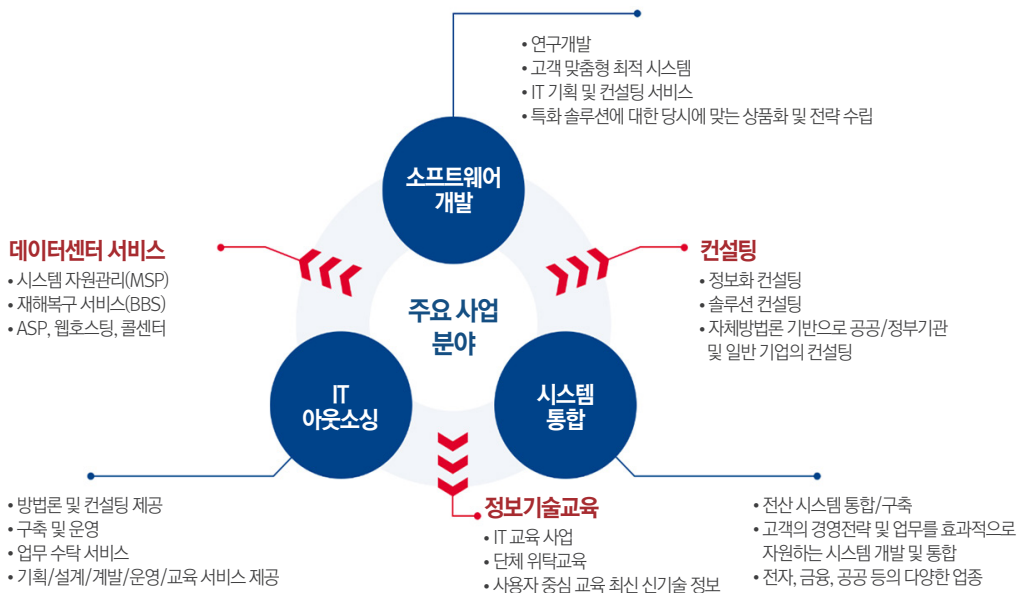 • 연구개발
• 고객 맞춤형 최적 시스템
• IT 기획 및 컨설팅 서비스
• 특화 솔루션에 대한 당시에 맞는 상품화 및 전략 수립
소프트웨어
개발
데이터센터 서비스
• 시스템 자원관리(MSP)
• 재해복구 서비스(BBS)
• ASP, 웹호스팅, 콜센터
컨설팅
• 정보화 컨설팅
• 솔루션 컨설팅
• 자체방법론 기반으로 공공/정부기관
및 일반 기업의 컨설팅
주요 사업
분야
IT
아웃소싱
시스템
통합
• 방법론 및 컨설팅 제공
• 구축 및 운영
• 업무 수탁 서비스
• 기획/설계/계발/운영/교육 서비스 제공
정보기술교육
• IT 교육 사업
• 단체 위탁교육
• 사용자 중심 교육 최신 신기술 정보
• 전산 시스템 통합/구축
• 고객의 경영전략 및 업무를 효과적으로
자원하는 시스템 개발 및 통합
• 전자, 금융, 공공 등의 다양한 업종